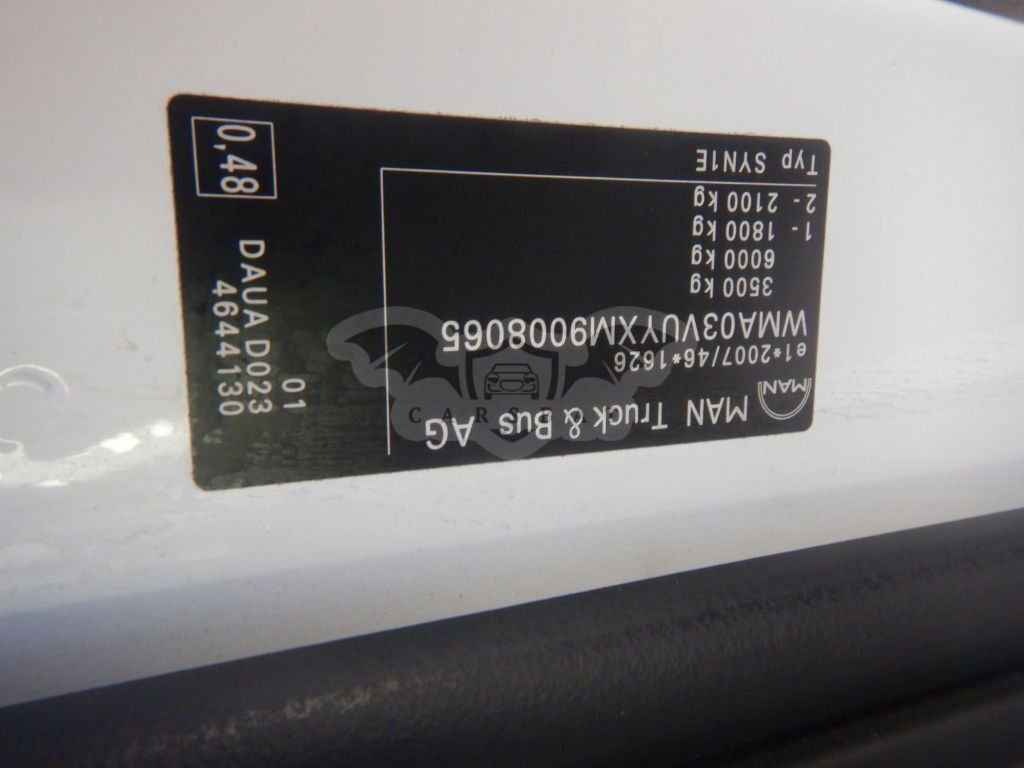 MAN
MAN Truck & Bus AG
e1*2007/46*1626
WMA03VUYXM9008065
3500 kg
6000 kg
1 - 1800 kg
2 - 2100 kg
Typ SYN1E
01
DAUA D023
4644130
0,48